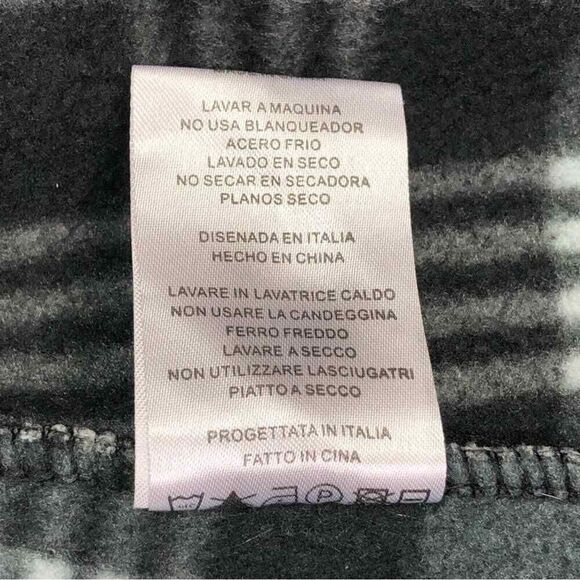 LAVAR A MAQUINA
NO USA BLANQUEADOR
ACERO FRIO
LAVADO EN SECO
NO SECAR EN SECADORA
PLANOS SECO
DISENADA EN ITALIA
HECHO EN CHINA
LAVARE IN LAVATRICE CALDO
NON USARE LA CANDEGGINA
FERRO FREDDO
LAVARE A SECCO
NON UTILIZZARE LASCIUGATRI
PIATTO A SECCO
PROGETTATA IN ITALIA
FATTO IN CINA
P